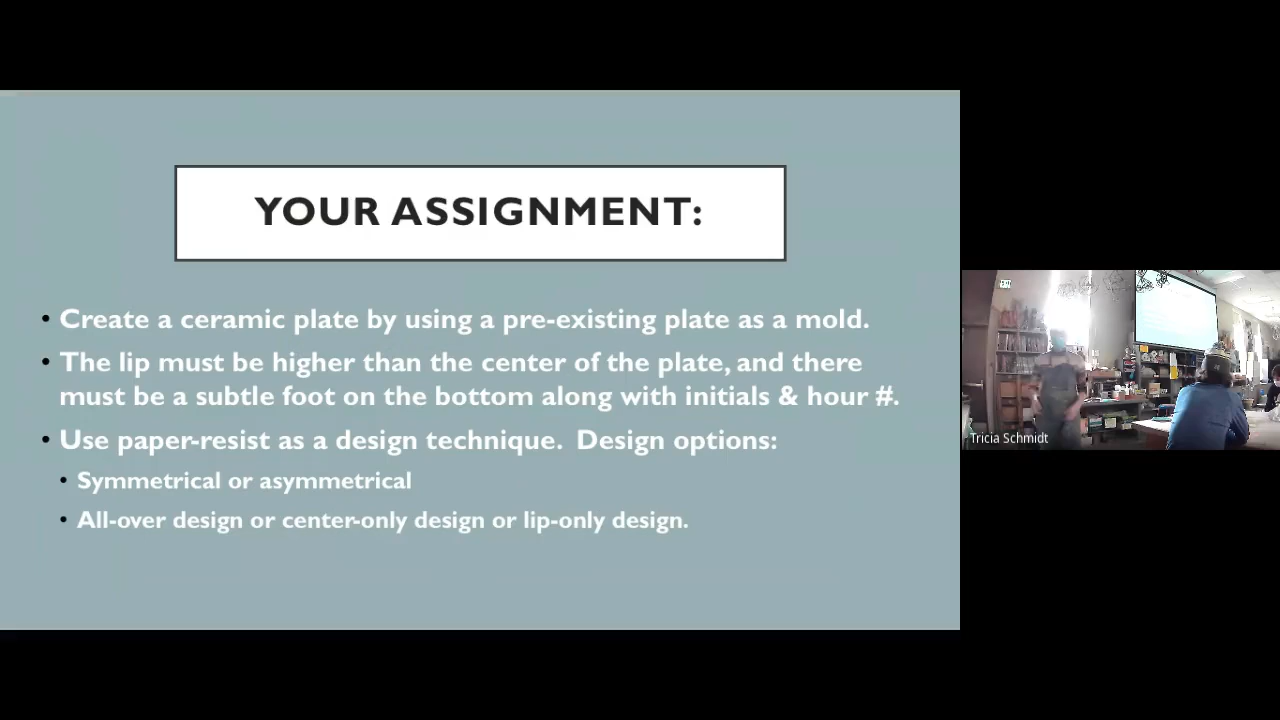 YOUR ASSIGNMENT:
• Create a ceramic plate by using a pre-existing plate as a mold.
• The lip must be higher than the center of the plate, and there
must be a subtle foot on the bottom along with initials & hour #.
• Use paper-resist as a design technique.  Design options:
• Symmetrical or asymmetrical
• All-over design or center-only design or lip-only design.
Tricia Schmidt